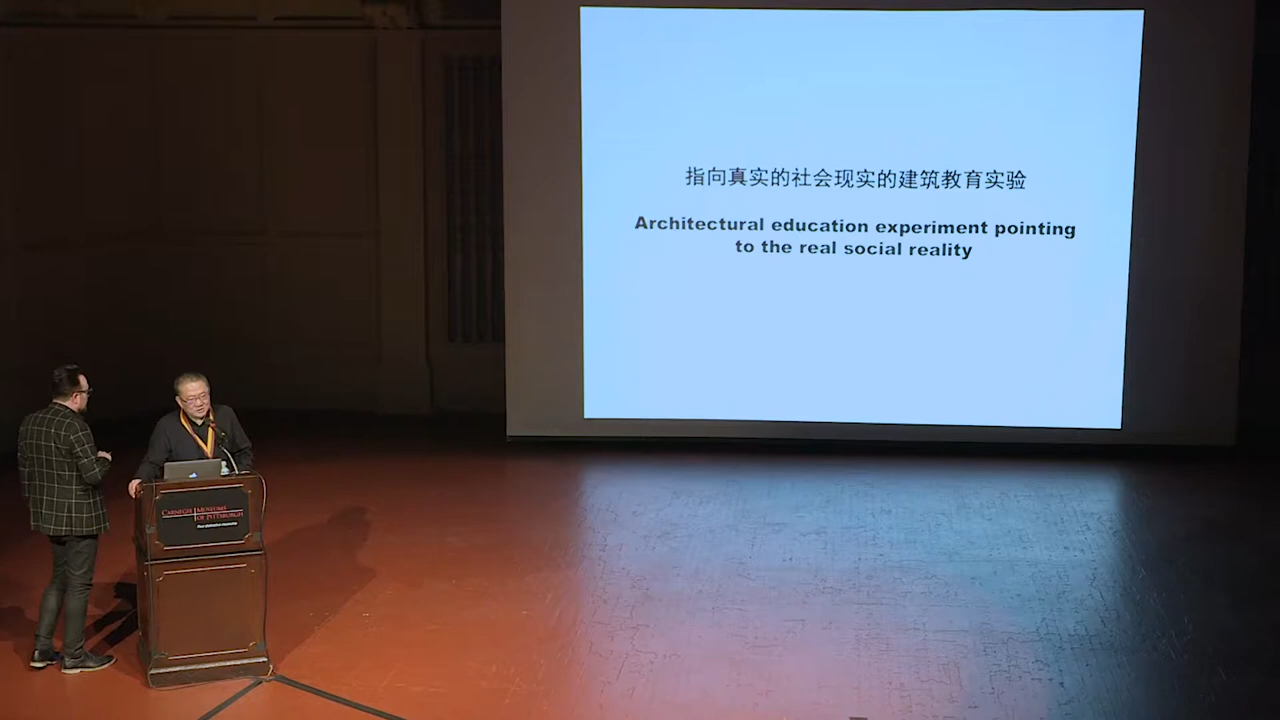 指向真实的社会现实的建筑教育实验
Architectural education experiment pointing
to the real social reality
CARNEGIE MUSEUMS
OF PITTSBURGH